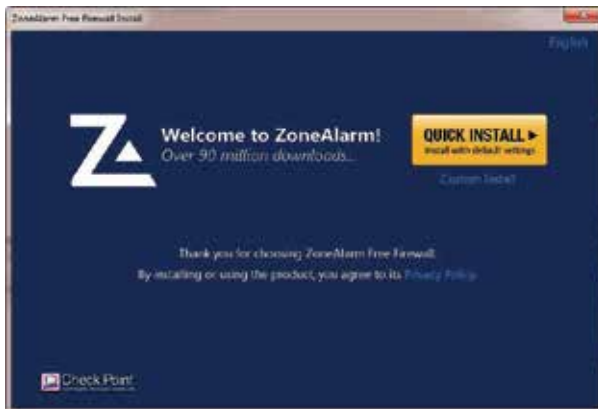 ZoneAlarm Free Firewall Install
English
Welcome to ZoneAlarm!
Over 90 million downloads...
QUICK INSTALL
Install with default settings
Custom Install
Thank you for choosing ZoneAlarm Free Firewall.
By installing or using the product, you agree to its Privacy Policy.
Check Point